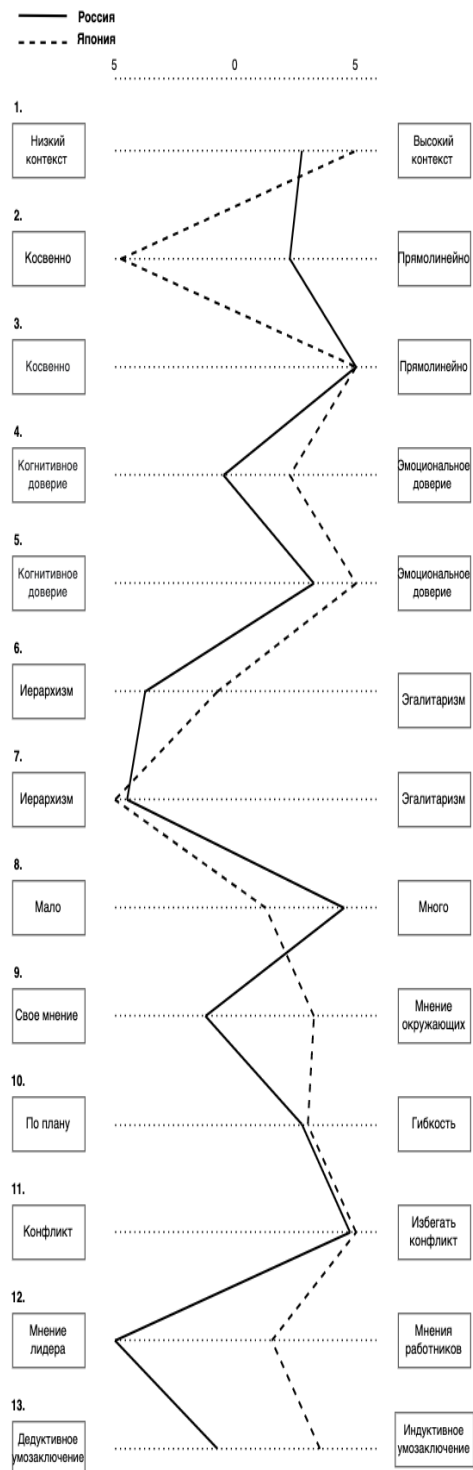 Россия
Япония
5 0 5
1.
Низкий
контекст
Высокий
контекст
2.
Косвенно
Прямолинейно
3.
Косвенно
Прямолинейно
4.
Когнитивное
доверие
Эмоциональное
доверие
5.
Когнитивное
доверие
Эмоциональное
доверие
6.
Иерархизм
Эгалитаризм
7.
Иерархизм
Эгалитаризм
8.
Мало
Много
9.
Свое мнение
Мнение
окружающих
10.
По плану
Гибкость
11.
Конфликт
Избегать
конфликт
12.
Мнение
лидера
Мнения
работников
13.
Дедуктивное
умозаключение
Индуктивное
умозаключение